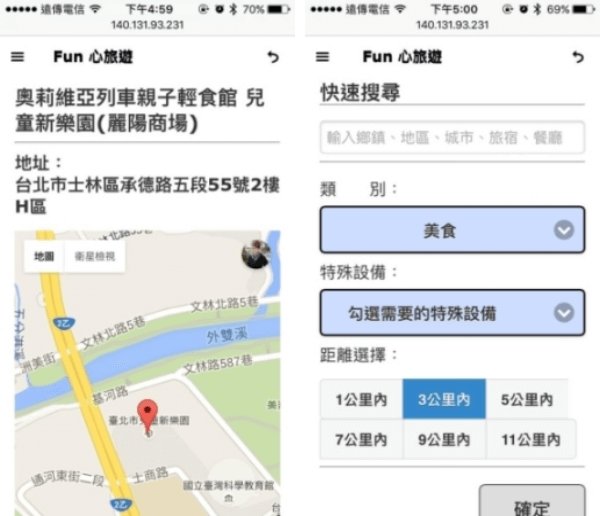 遠傳電信 下午4:59 70%
140.131.93.231
Fun 心旅遊
奧莉維亞列車親子輕食館 兒
童新樂園(麗陽商場)
地址：
台北市士林區承德路五段55號2樓
H區
地圖 衛星檢視
文林北路5巷
外雙溪
文林北路94巷
洲美街
文林路587巷
基河路
通河東街二段
士商路
國立臺灣科學教育館
2乙
遠傳電信 下午5:00 69%
140.131.93.231
Fun 心旅遊
快速搜尋
輸入鄉鎮、地區、城市、旅宿、餐廳
類 別：
美食
特殊設備：
勾選需要的特殊設備
距離選擇：
1公里內 3公里內 5公里內
7公里內 9公里內 11公里內
確定